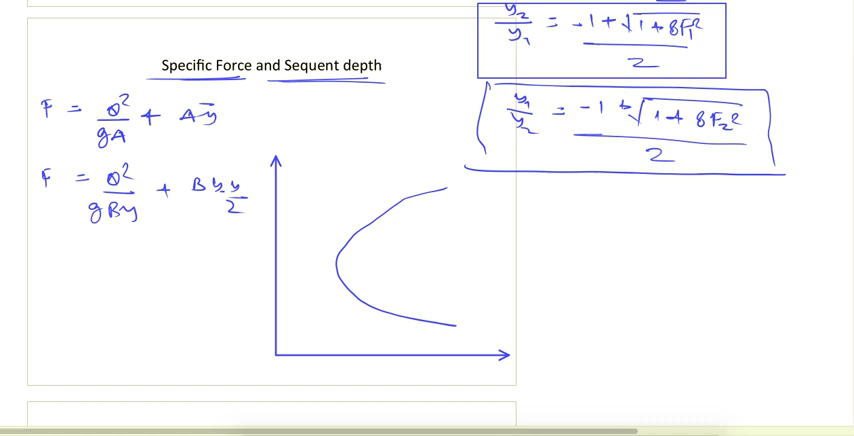 y₂/y₁ = (-1 + √(1 + 8F₁²))/2
Specific Force and Sequent depth
y₁/y₂ = (-1 + √(1 + 8F₂²))/2
F = Q²/gA + Aȳ
F = Q²/gBy + By y/2